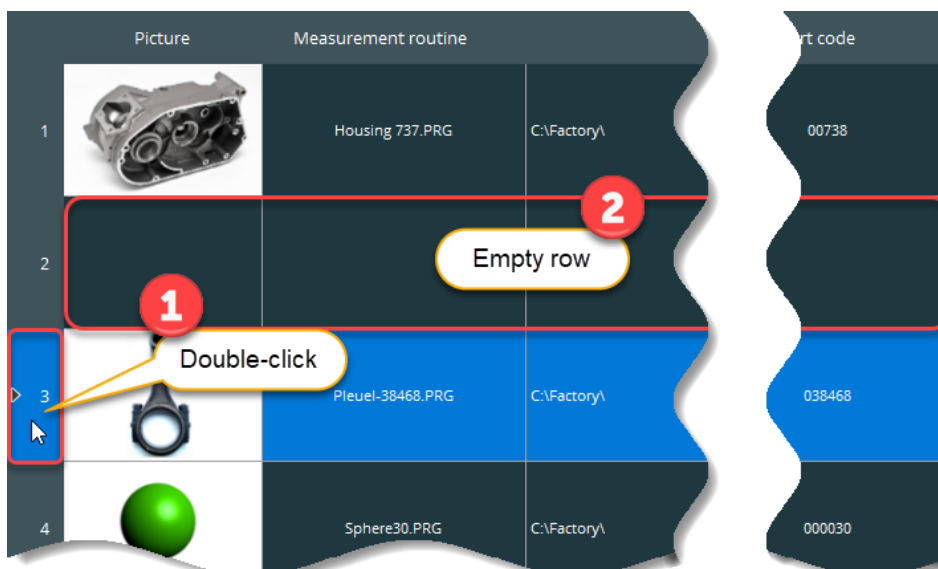 Picture Measurement routine rt code
1 Housing 737.PRG C:\Factory\ 00738
2
2 Empty row
1
Double-click
3 Pleuel-38468.PRG C:\Factory\ 038468
4 Sphere30.PRG C:\Factory\ 000030